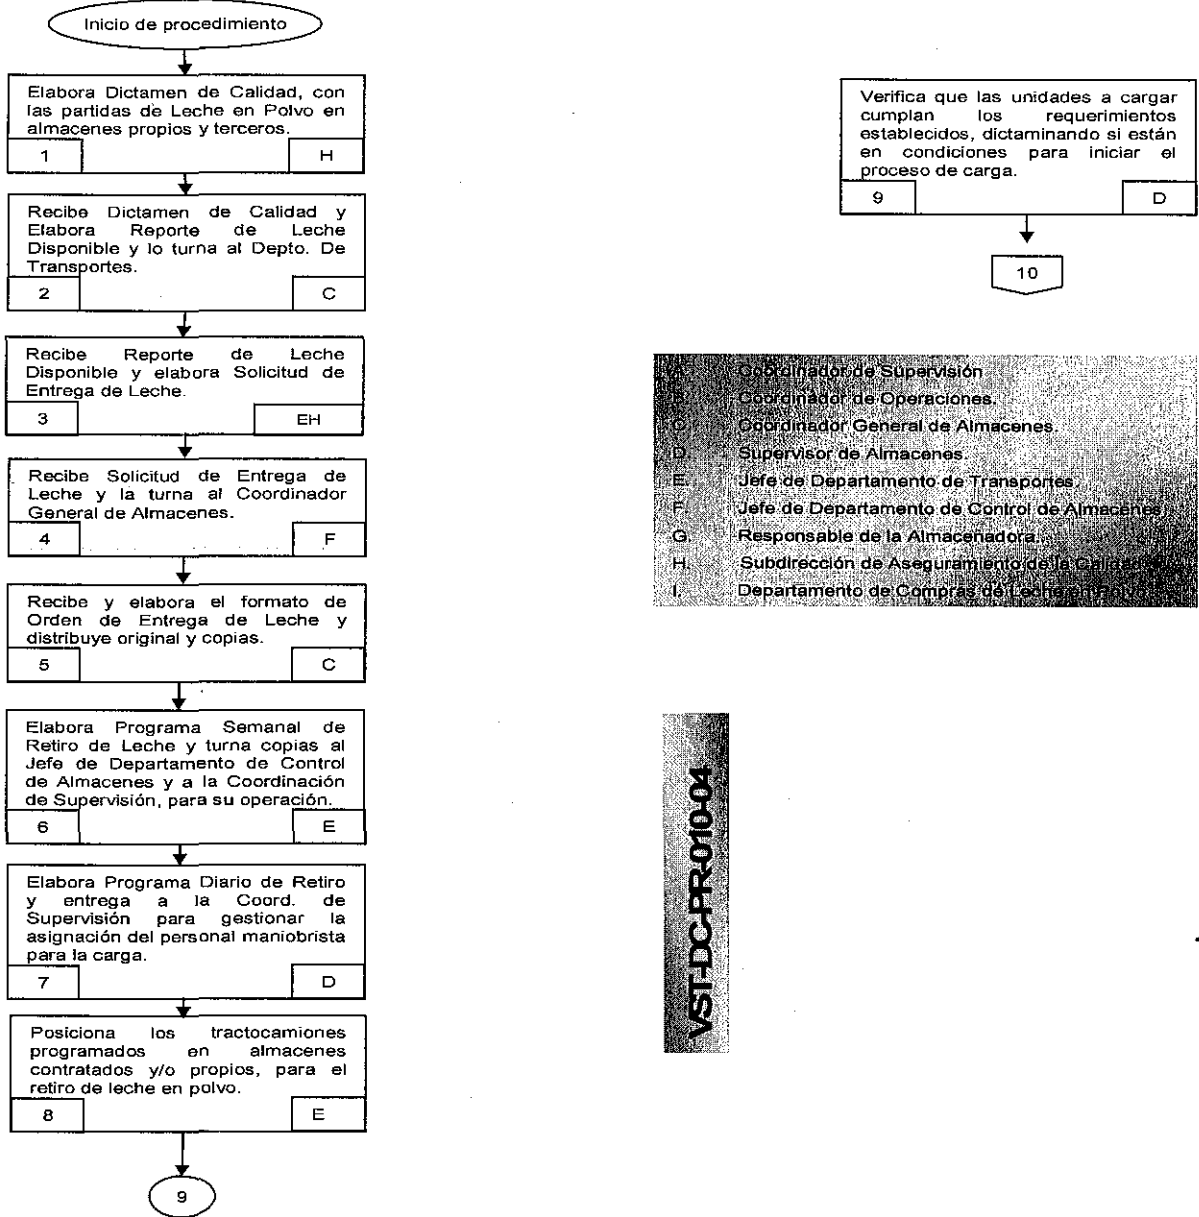 Inicio de procedimiento
Elabora Dictamen de Calidad, con
las partidas de Leche en Polvo en
almacenes propios y terceros.
1
H
Recibe Dictamen de Calidad y
Elabora Reporte de Leche
Disponible y lo turna al Depto. De
Transportes.
2
C
Recibe Reporte de Leche
Disponible y elabora Solicitud de
Entrega de Leche.
3
EH
Recibe Solicitud de Entrega de
Leche y la turna al Coordinador
General de Almacenes.
4
F
Recibe y elabora el formato de
Orden de Entrega de Leche y
distribuye original y copias.
5
C
Elabora Programa Semanal de
Retiro de Leche y turna copias al
Jefe de Departamento de Control
de Almacenes y a la Coordinación
de Supervisión, para su operación.
6
E
Elabora Programa Diario de Retiro
y entrega a la Coord. de
Supervisión para gestionar la
asignación del personal maniobrista
para la carga.
7
D
Posiciona los tractocamiones
programados en almacenes
contratados y/o propios, para el
retiro de leche en polvo.
8
E
9
Verifica que las unidades a cargar
cumplan los requerimientos
establecidos, dictaminando si están
en condiciones para iniciar el
proceso de carga.
9
D
10
A. Coordinador de Supervisión
B. Coordinador de Operaciones.
C. Coordinador General de Almacenes.
D. Supervisor de Almacenes.
E. Jefe de Departamento de Transportes.
F. Jefe de Departamento de Control de Almacenes.
G. Responsable de la Almacenadora.
H. Subdirección de Aseguramiento de la Calidad
I. Departamento de Compras de Leche en Polvo
VST-DC-PR-010-04